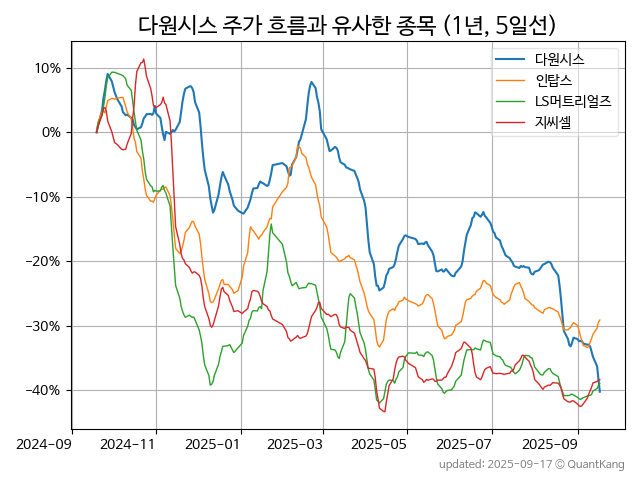 다원시스 주가 흐름과 유사한 종목 (1년, 5일선)
다원시스
인탑스
LS머트리얼즈
지씨셀
10%
0%
−10%
−20%
−30%
−40%
2024-09
2024-11
2025-01
2025-03
2025-05
2025-07
2025-09
updated: 2025-09-17 © QuantKang